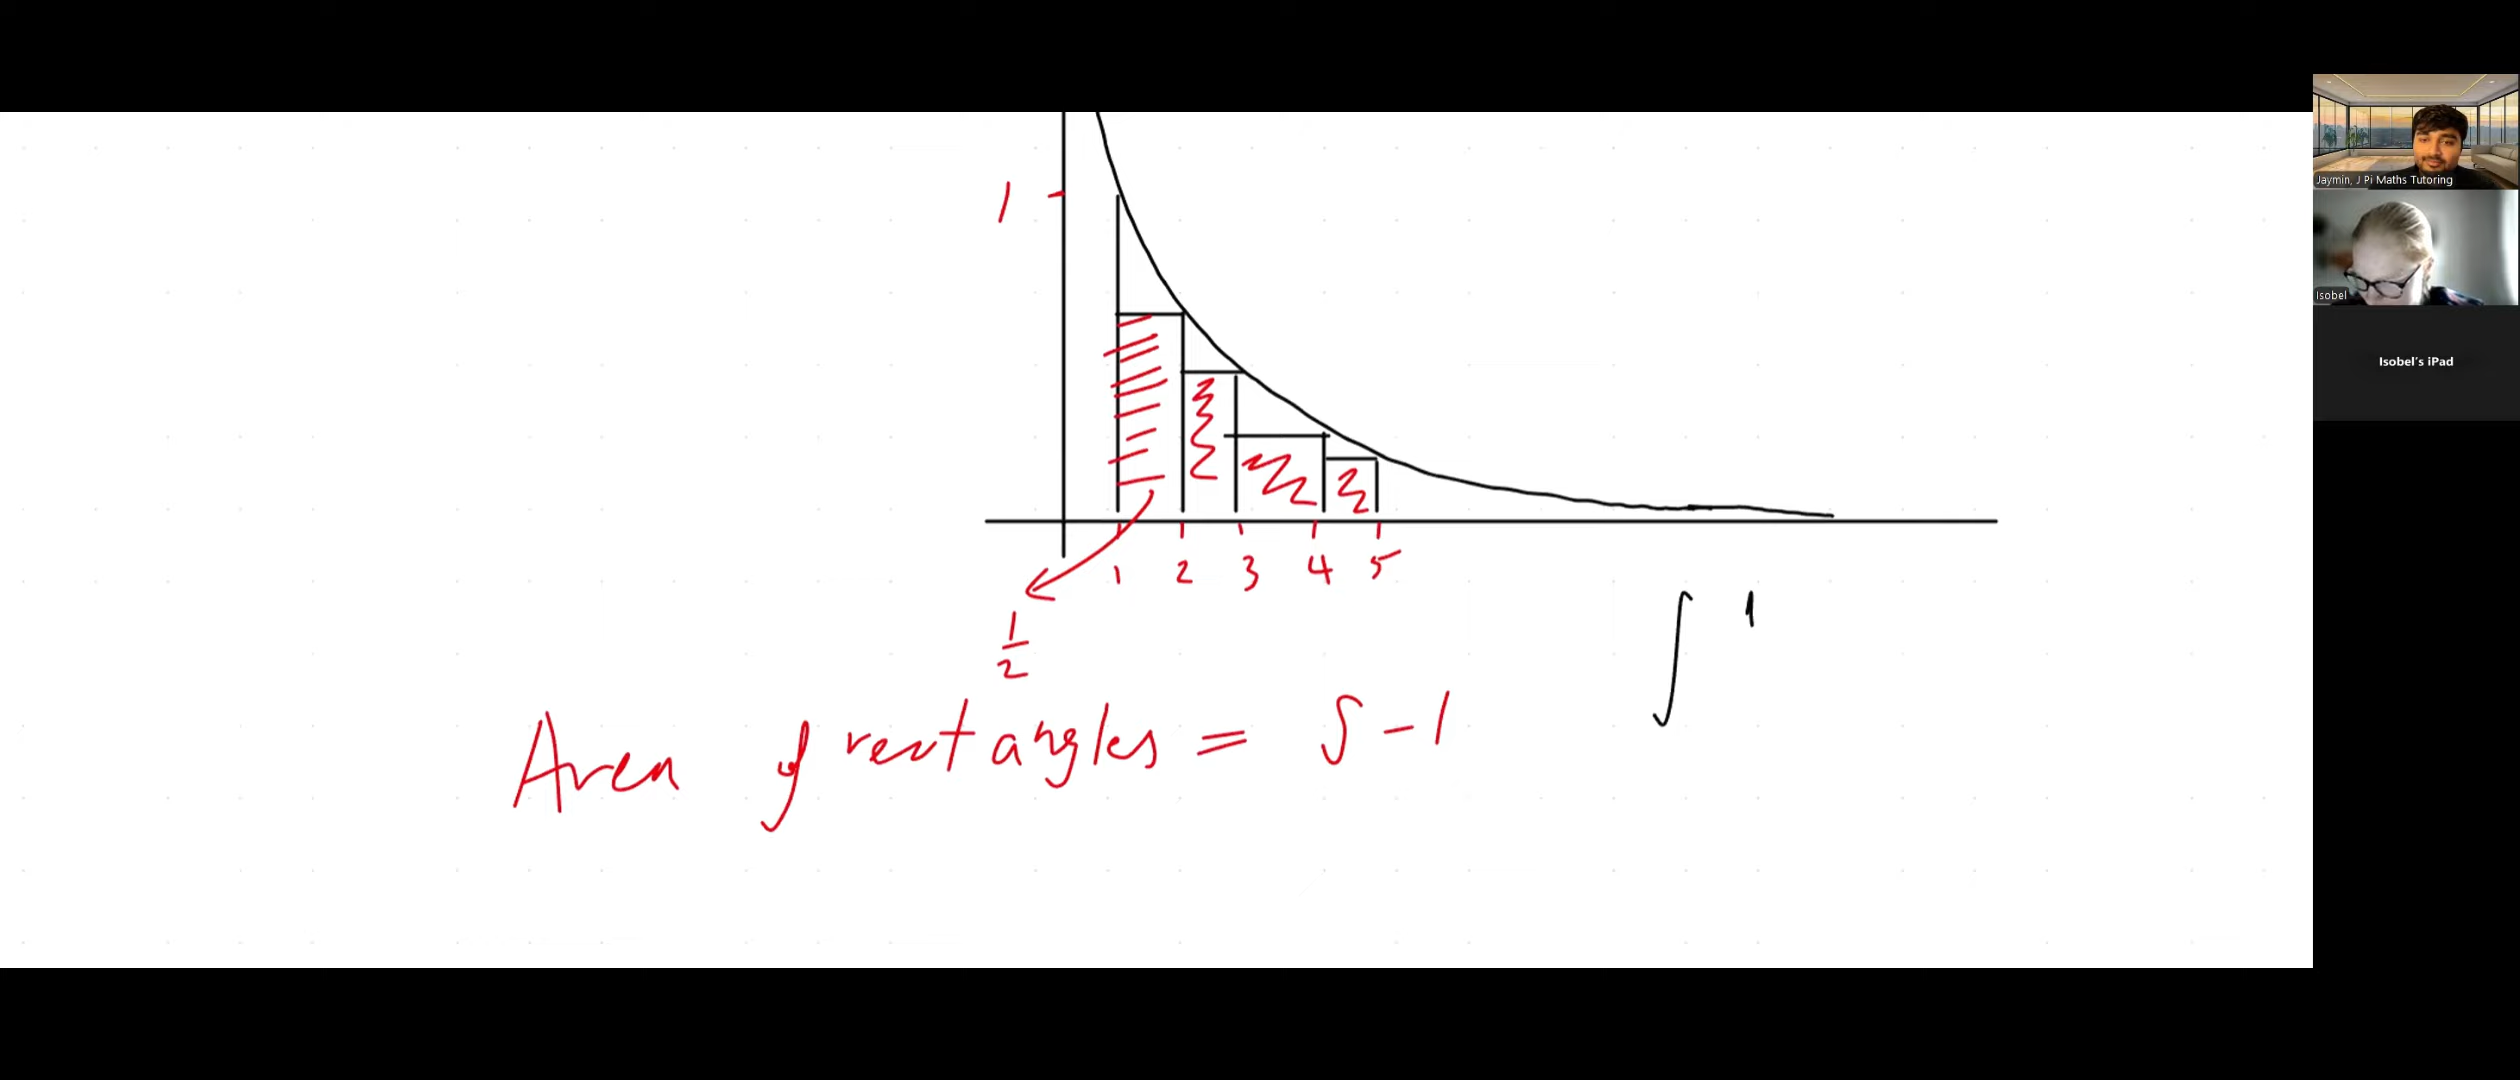 1
1 2 3 4 5
1
2
∫ 1
Area of rectangles = S - 1
Jaymin, J Pi Maths Tutoring
Isobel
Isobel's iPad